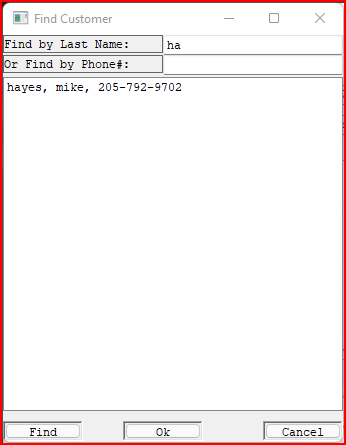 Find Customer
Find by Last Name: ha
Or Find by Phone#:
hayes, mike, 205-792-9702
Find Ok Cancel